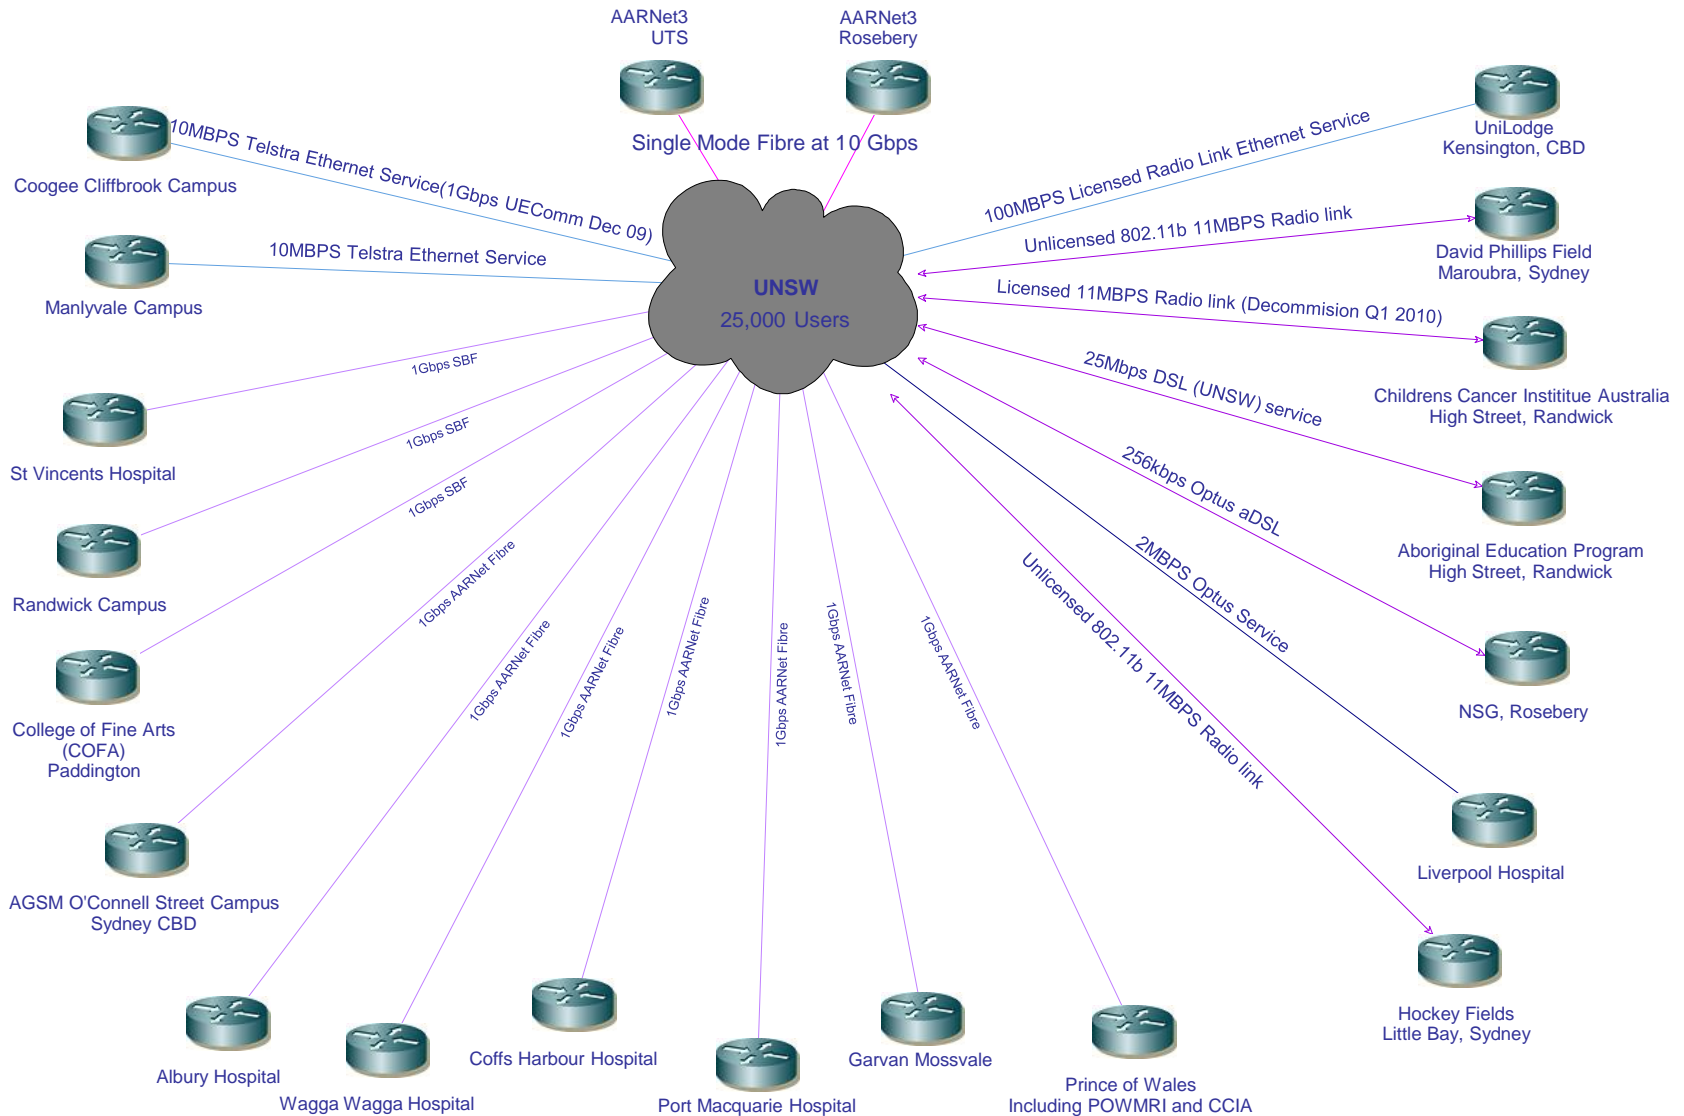 AARNet3
UTS
AARNet3
Rosebery
Single Mode Fibre at 10 Gbps
10MBPS Telstra Ethernet Service(1Gbps UEComm Dec 09)
Coogee Cliffbrook Campus
10MBPS Telstra Ethernet Service
Manlyvale Campus
UNSW
25,000 Users
100MBPS Licensed Radio Link Ethernet Service
UniLodge
Kensington, CBD
Unlicensed 802.11b 11MBPS Radio link
David Phillips Field
Maroubra, Sydney
Licensed 11MBPS Radio link (Decommision Q1 2010)
Childrens Cancer Instititue Australia
High Street, Randwick
25Mbps DSL (UNSW) service
Aboriginal Education Program
High Street, Randwick
256kbps Optus aDSL
NSG, Rosebery
2MBPS Optus Service
Liverpool Hospital
Unlicensed 802.11b 11MBPS Radio link
Hockey Fields
Little Bay, Sydney
1Gbps SBF
St Vincents Hospital
1Gbps SBF
Randwick Campus
1Gbps SBF
College of Fine Arts
(COFA)
Paddington
1Gbps AARNet Fibre
AGSM O'Connell Street Campus
Sydney CBD
1Gbps AARNet Fibre
Albury Hospital
1Gbps AARNet Fibre
Wagga Wagga Hospital
1Gbps AARNet Fibre
Coffs Harbour Hospital
1Gbps AARNet Fibre
Port Macquarie Hospital
1Gbps AARNet Fibre
Garvan Mossvale
1Gbps AARNet Fibre
Prince of Wales
Including POWMRI and CCIA